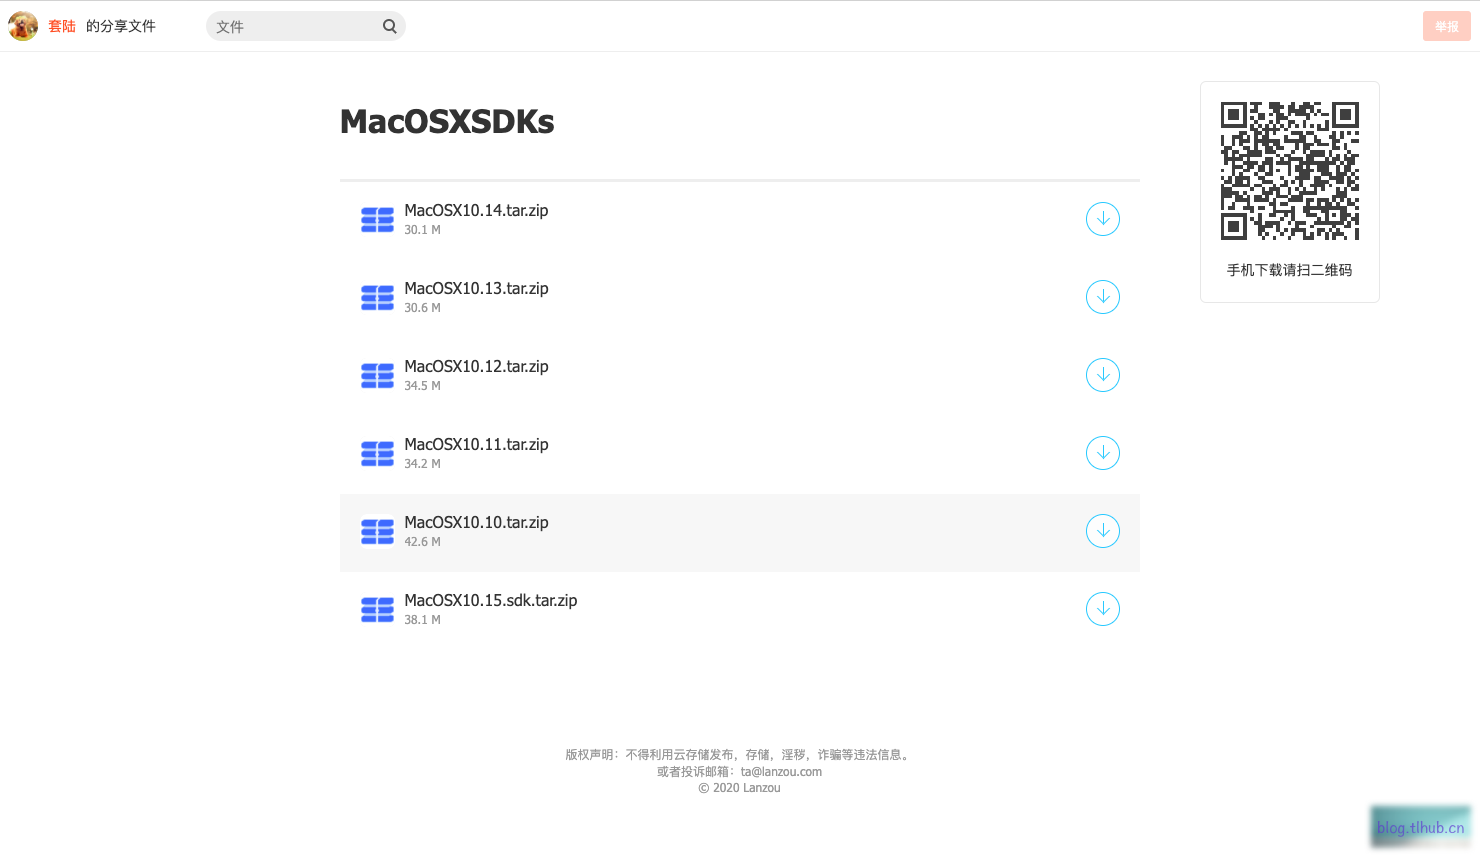 套陆 的分享文件
文件
举报
MacOSXSDKs
MacOSX10.14.tar.zip
30.1 M
MacOSX10.13.tar.zip
30.6 M
MacOSX10.12.tar.zip
34.5 M
MacOSX10.11.tar.zip
34.2 M
MacOSX10.10.tar.zip
42.6 M
MacOSX10.15.sdk.tar.zip
38.1 M
手机下载请扫二维码
版权声明：不得利用云存储发布，存储，淫秽，诈骗等违法信息。
或者投诉邮箱：ta@lanzou.com
© 2020 Lanzou
blog.tlhub.cn